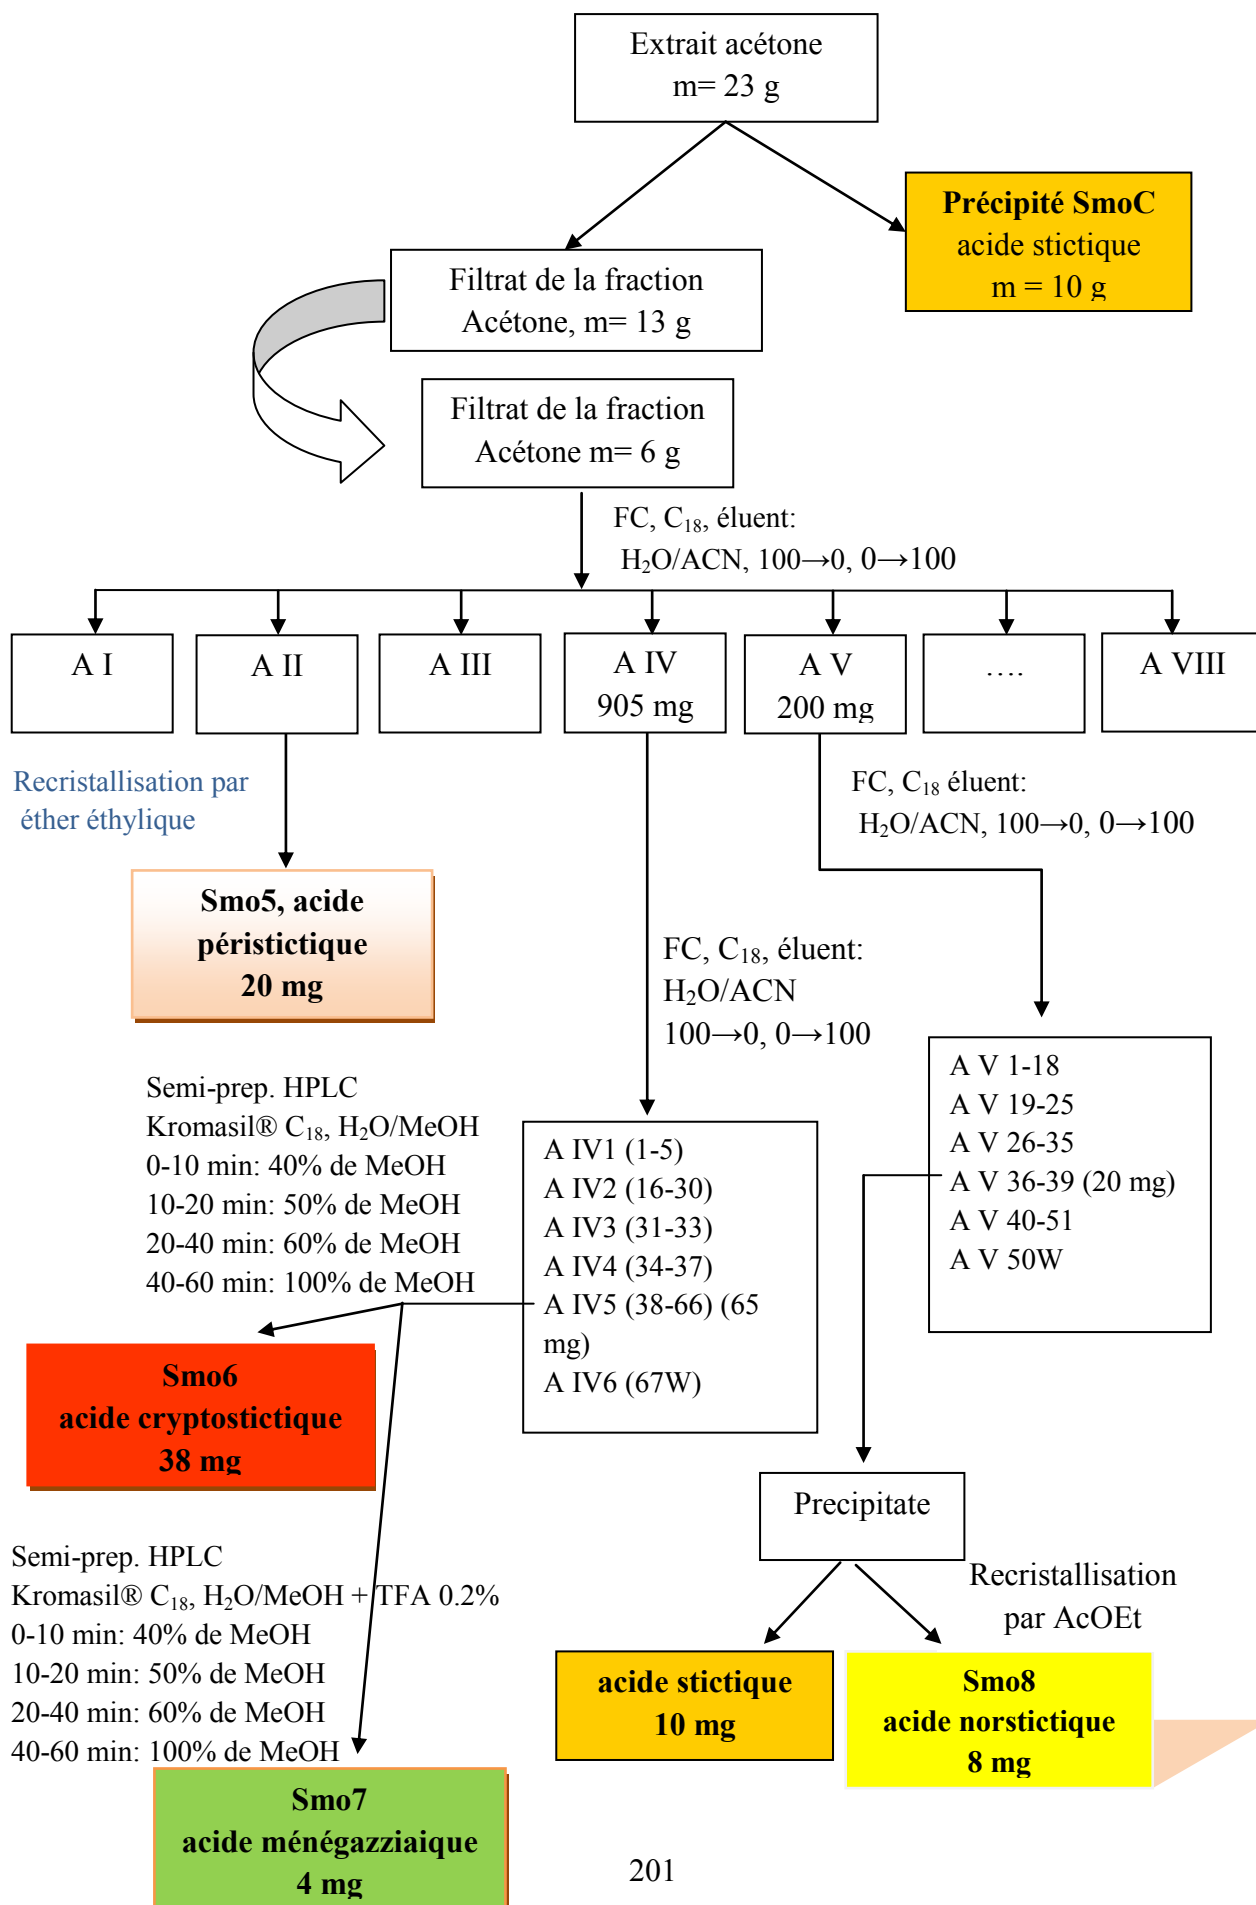 Extrait acétone
m= 23 g
Précipité SmoC
acide stictique
m = 10 g
Filtrat de la fraction
Acétone, m= 13 g
Filtrat de la fraction
Acétone m= 6 g
FC, C18, éluent:
H2O/ACN, 100→0, 0→100
A I
A II
A III
A IV
905 mg
A V
200 mg
….
A VIII
Recristallisation par
éther éthylique
FC, C18 éluent:
H2O/ACN, 100→0, 0→100
Smo5, acide
péristictique
20 mg
FC, C18, éluent:
H2O/ACN
100→0, 0→100
Semi-prep. HPLC
Kromasil® C18, H2O/MeOH
0-10 min: 40% de MeOH
10-20 min: 50% de MeOH
20-40 min: 60% de MeOH
40-60 min: 100% de MeOH
A IV1 (1-5)
A IV2 (16-30)
A IV3 (31-33)
A IV4 (34-37)
A IV5 (38-66) (65
mg)
A IV6 (67W)
A V 1-18
A V 19-25
A V 26-35
A V 36-39 (20 mg)
A V 40-51
A V 50W
Smo6
acide cryptostictique
38 mg
Precipitate
Semi-prep. HPLC
Kromasil® C18, H2O/MeOH + TFA 0.2%
0-10 min: 40% de MeOH
10-20 min: 50% de MeOH
20-40 min: 60% de MeOH
40-60 min: 100% de MeOH
Recristallisation
par AcOEt
acide stictique
10 mg
Smo8
acide norstictique
8 mg
Smo7
acide ménégazziaique
4 mg
201